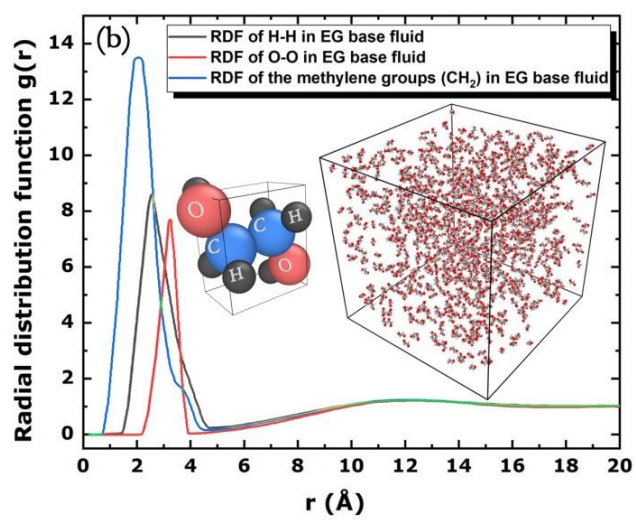 (b)
RDF of H-H in EG base fluid
RDF of O-O in EG base fluid
RDF of the methylene groups (CH₂) in EG base fluid
Radial distribution function g(r)
14
12
10
8
6
4
2
0
O
C
C
H
H
O
0 2 4 6 8 10 12 14 16 18 20
r (Å)